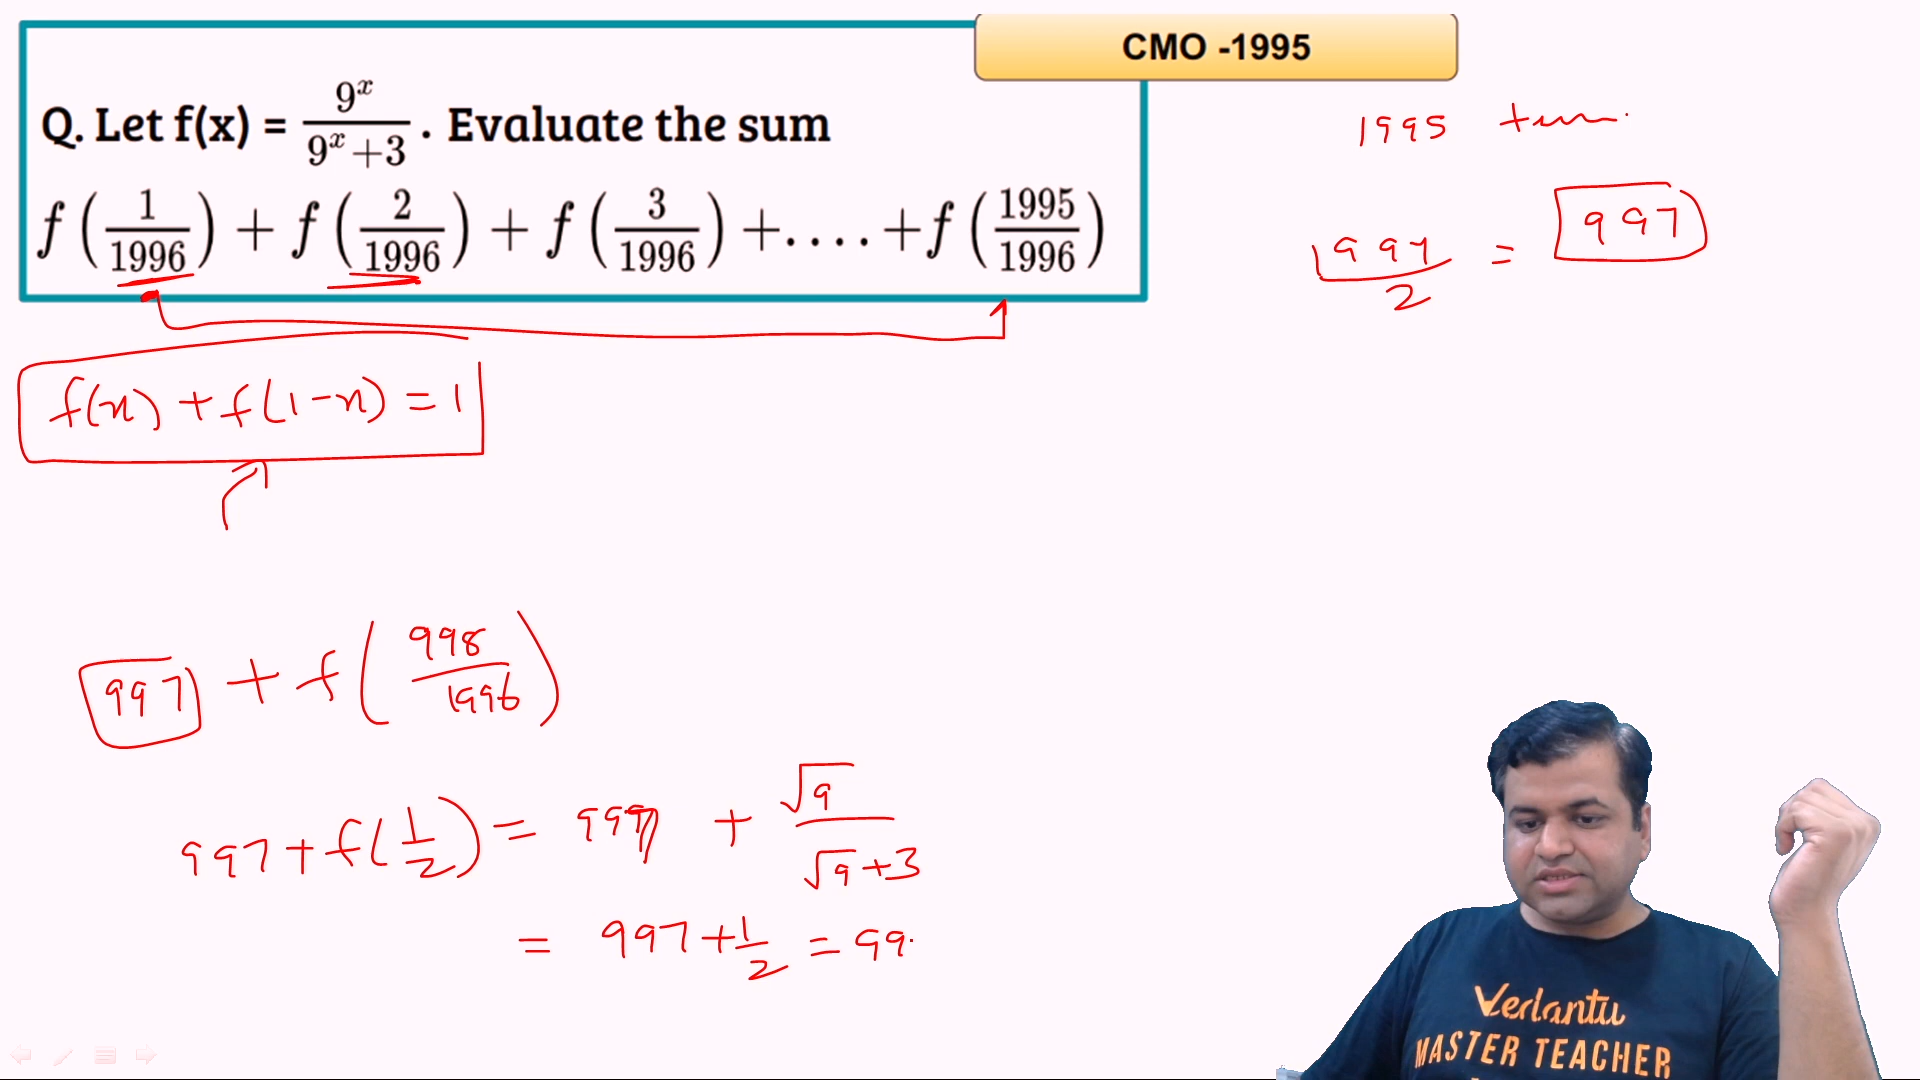 CMO -1995
Q. Let f(x) = 9^x / (9^x + 3) . Evaluate the sum
f(1/1996) + f(2/1996) + f(3/1996) + . . . . + f(1995/1996)
1995 term.
1994/2 = 997
f(x) + f(1-x) = 1
997 + f(998/1996)
997 + f(1/2) = 997 + √9 / (√9 + 3)
= 997 + 1/2 = 99.
Vedantu
MASTER TEACHER